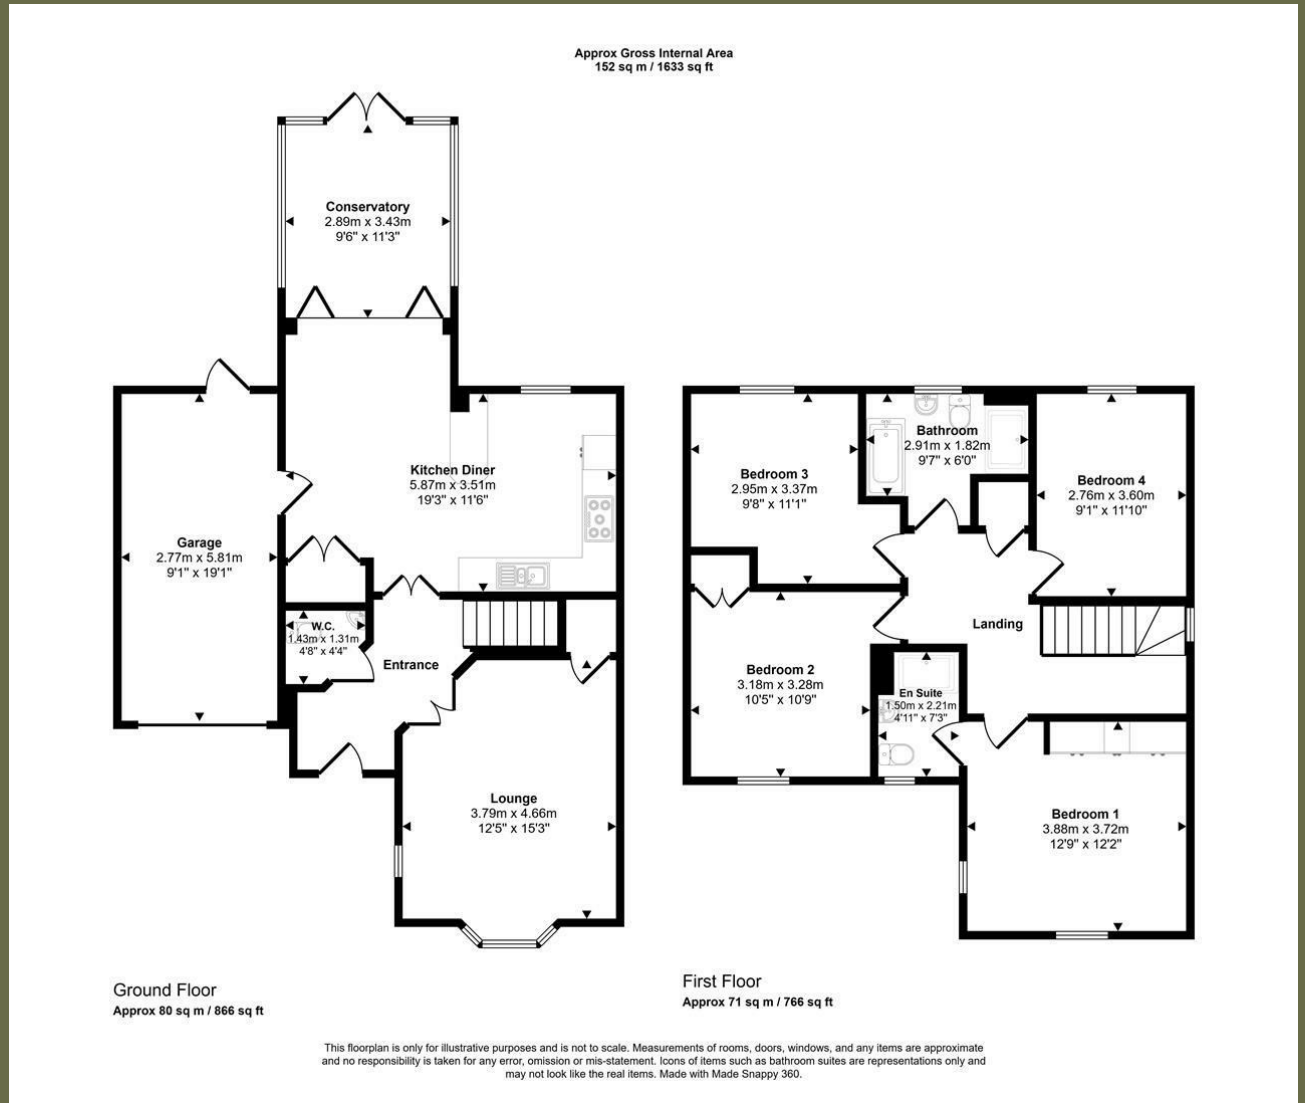 Approx Gross Internal Area
152 sq m / 1633 sq ft
Conservatory
2.89m x 3.43m
9'6" x 11'3"
Kitchen Diner
5.87m x 3.51m
19'3" x 11'6"
Garage
2.77m x 5.81m
9'1" x 19'1"
W.C.
1.43m x 1.31m
4'8" x 4'4"
Entrance
Lounge
3.79m x 4.66m
12'5" x 15'3"
Ground Floor
Approx 80 sq m / 866 sq ft
Bathroom
2.91m x 1.82m
9'7" x 6'0"
Bedroom 3
2.95m x 3.37m
9'8" x 11'1"
Bedroom 4
2.76m x 3.60m
9'1" x 11'10"
Landing
Bedroom 2
3.18m x 3.28m
10'5" x 10'9"
En Suite
1.50m x 2.21m
4'11" x 7'3"
Bedroom 1
3.88m x 3.72m
12'9" x 12'2"
First Floor
Approx 71 sq m / 766 sq ft
This floorplan is only for illustrative purposes and is not to scale. Measurements of rooms, doors, windows, and any items are approximate
and no responsibility is taken for any error, omission or mis-statement. Icons of items such as bathroom suites are representations only and
may not look like the real items. Made with Made Snappy 360.